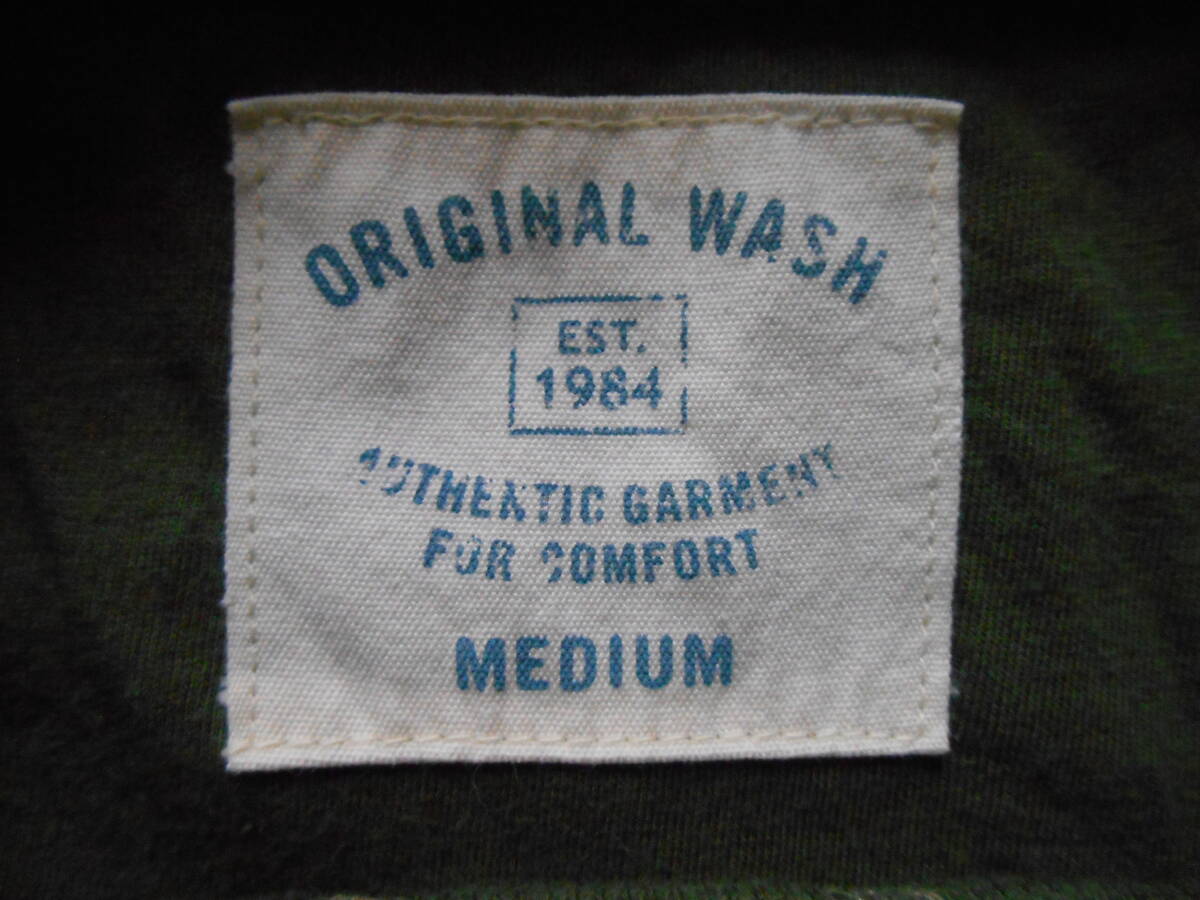 ORIGINAL WASH
EST.
1984
AUTHENTIC GARMENT
FOR COMFORT
MEDIUM